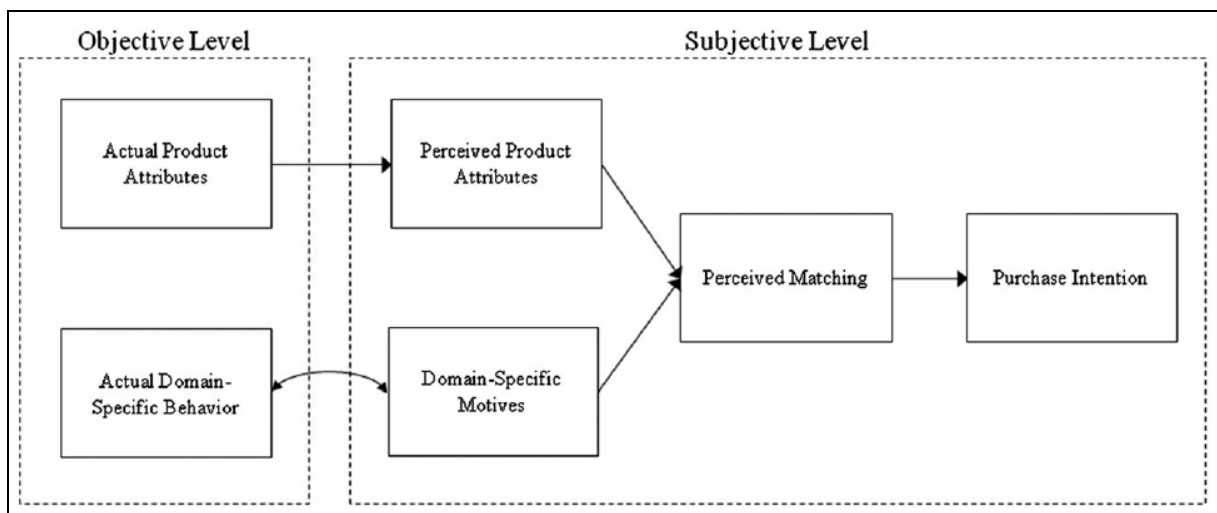 Objective Level
Subjective Level
Actual Product
Attributes
Perceived Product
Attributes
Perceived Matching
Purchase Intention
Actual Domain-
Specific Behavior
Domain-Specific
Motives